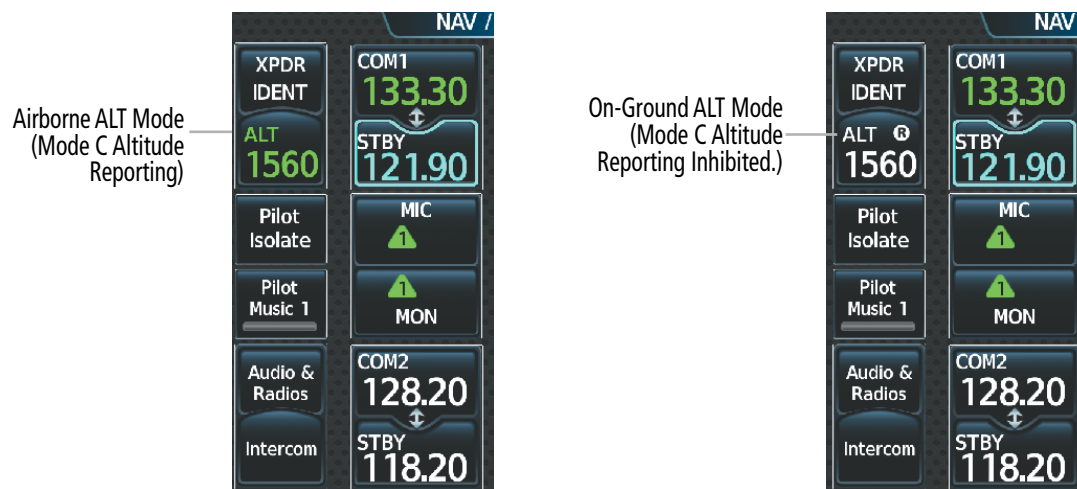 NAV /
XPDR
IDENT
COM1
133.30
Airborne ALT Mode
(Mode C Altitude
Reporting)
ALT
1560
STBY
121.90
Pilot
Isolate
MIC
1
Pilot
Music 1
1
MON
Audio &
Radios
COM2
128.20
Intercom
STBY
118.20
NAV
XPDR
IDENT
COM1
133.30
On-Ground ALT Mode
(Mode C Altitude
Reporting Inhibited.)
ALT R
1560
STBY
121.90
Pilot
Isolate
MIC
1
Pilot
Music 1
1
MON
Audio &
Radios
COM2
128.20
Intercom
STBY
118.20